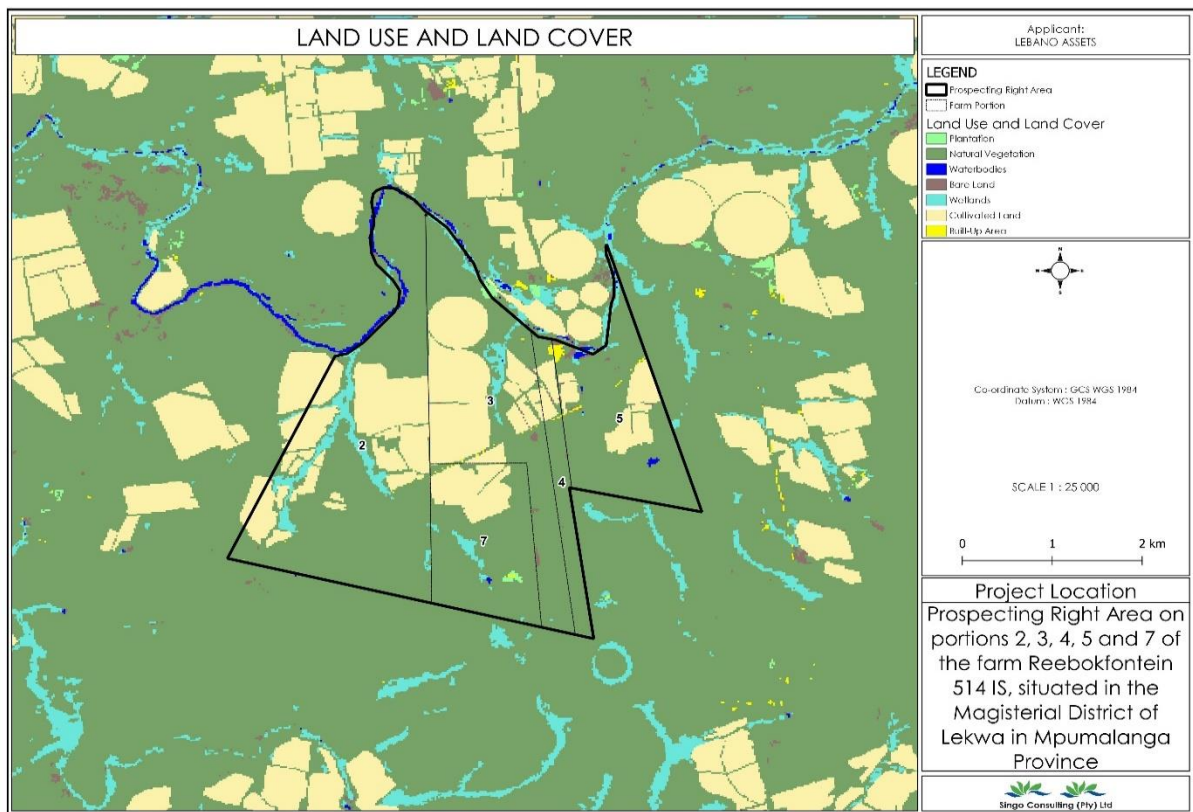 LAND USE AND LAND COVER
3
2
5
4
7
Applicant:
LEBANO ASSETS
LEGEND
Prospecting Right Area
Farm Portion
Land Use and Land Cover
Plantation
Natural Vegetation
Waterbodies
Bare Land
Wetlands
Cultivated Land
Built-Up Area
N
S
Co-ordinate System : GCS WGS 1984
Datum : WGS 1984
SCALE 1 : 25 000
0 1 2 km
Project Location
Prospecting Right Area on
portions 2, 3, 4, 5 and 7 of
the farm Reebokfontein
514 IS, situated in the
Magisterial District of
Lekwa in Mpumalanga
Province
Singo Consulting (Pty) Ltd